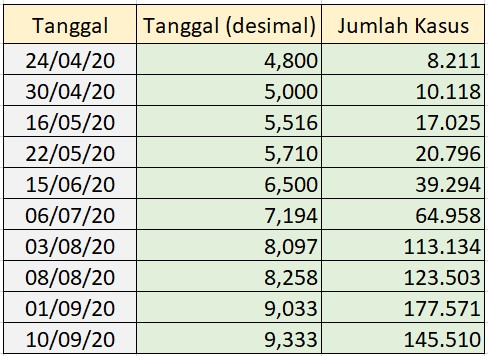 Tanggal Tanggal (desimal) Jumlah Kasus
24/04/20 4,800 8.211
30/04/20 5,000 10.118
16/05/20 5,516 17.025
22/05/20 5,710 20.796
15/06/20 6,500 39.294
06/07/20 7,194 64.958
03/08/20 8,097 113.134
08/08/20 8,258 123.503
01/09/20 9,033 177.571
10/09/20 9,333 145.510